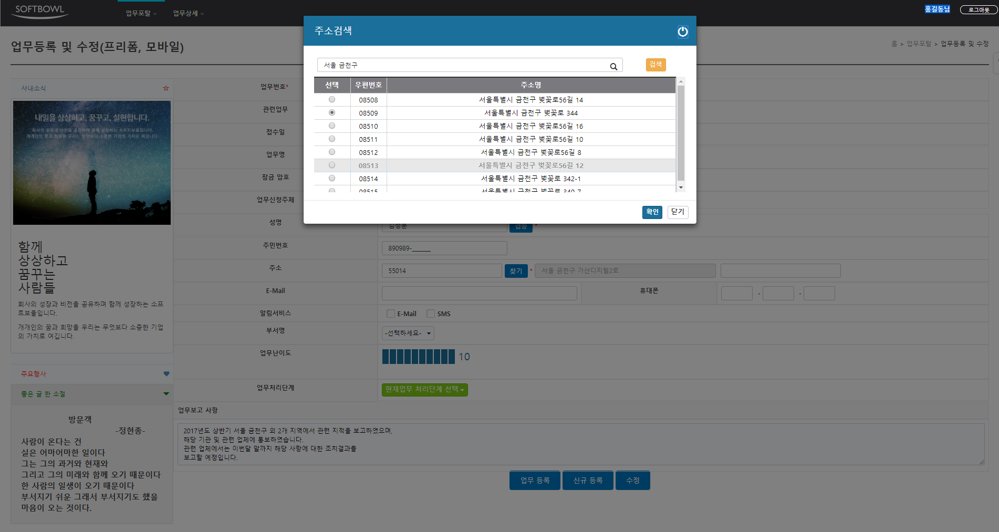 SOFTBOWL
업무포탈
업무상세
홍길동님
로그아웃
업무등록 및 수정(프리폼, 모바일)
홈 > 업무포탈 > 업무등록 및 수정
주소검색
서울 금천구
검색
선택 우편번호 주소명
08508 서울특별시 금천구 벚꽃로56길 14
08509 서울특별시 금천구 벚꽃로 344
08510 서울특별시 금천구 벚꽃로56길 16
08511 서울특별시 금천구 벚꽃로56길 10
08512 서울특별시 금천구 벚꽃로56길 8
08513 서울특별시 금천구 벚꽃로56길 12
08514 서울특별시 금천구 벚꽃로 342-1
08515 서울특별시 금천구 벚꽃로 340-7
확인 닫기
사내소식
내일을 상상하고, 꿈꾸고, 실현합니다.
회사의 성장과 비전을 공유하며 함께 성장하는 소프트보울입니다.
개개인의 꿈과 희망을 우리는 무엇보다 소중한 기업의 가치로 여깁니다.
함께
상상하고
꿈꾸는
사람들
회사의 성장과 비전을 공유하며 함께 성장하는 소프
트보울입니다.
개개인의 꿈과 희망을 우리는 무엇보다 소중한 기업
의 가치로 여깁니다.
주요행사
좋은 글 한 소절
방문객
-정현종-
사람이 온다는 건
실은 어마어마한 일이다
그는 그의 과거와 현재와
그리고 그의 미래와 함께 오기 때문이다
한 사람의 일생이 오기 때문이다
부서지기 쉬운 그래서 부서지기도 했을
마음이 오는 것이다.
업무번호*
관련업무
접수일
업무명
잠금 암호
업무신청주체
성명 검증 *
주민번호 890989-_______
주소 55014 찾기 * 서울 금천구 가산디지털2로
E-Mail 휴대폰 - -
알림서비스 E-Mail SMS
부서명 -선택하세요-
업무난이도 10
업무처리단계 현재업무 처리단계 선택
업무보고 사항
2017년도 상반기 서울 금천구 외 2개 지역에서 관련 지적을 보고하였으며,
해당 기관 및 관련 업체에 통보하였습니다.
관련 업체에서는 이번달 말까지 해당 사항에 대한 조치결과를
보고할 예정입니다.
업무 등록 신규 등록 수정